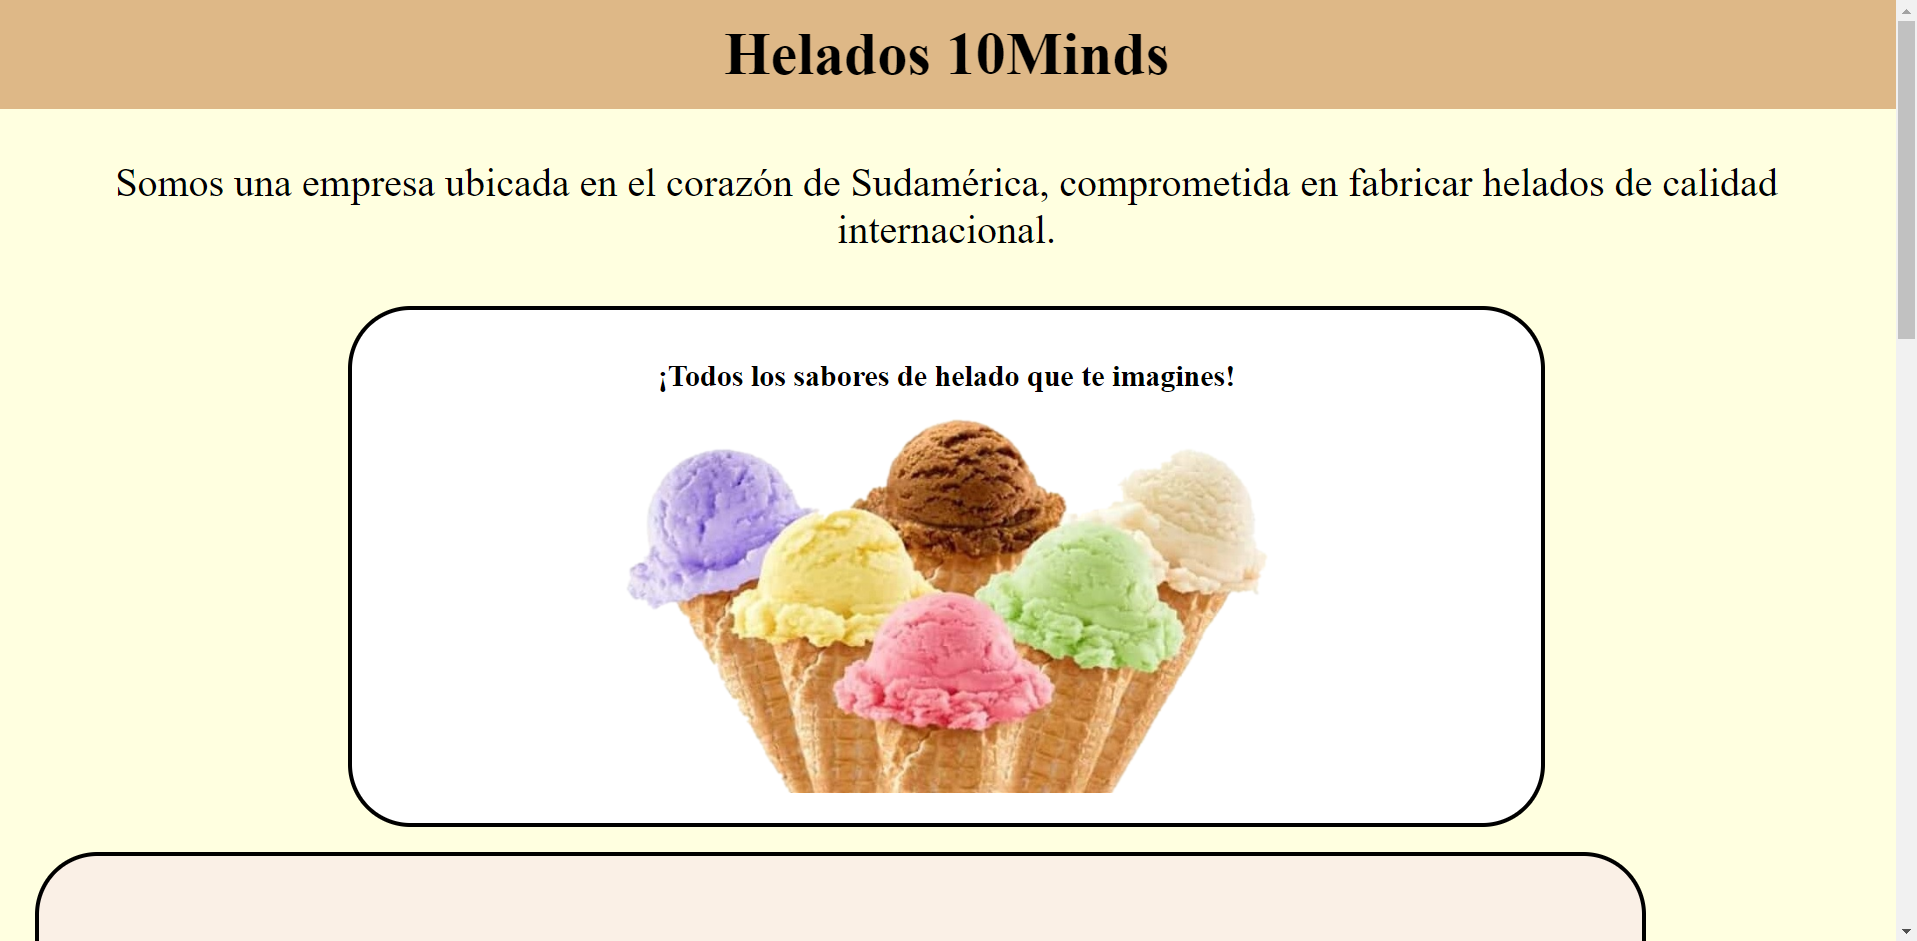 Helados 10Minds
Somos una empresa ubicada en el corazón de Sudamérica, comprometida en fabricar helados de calidad
internacional.
¡Todos los sabores de helado que te imagines!